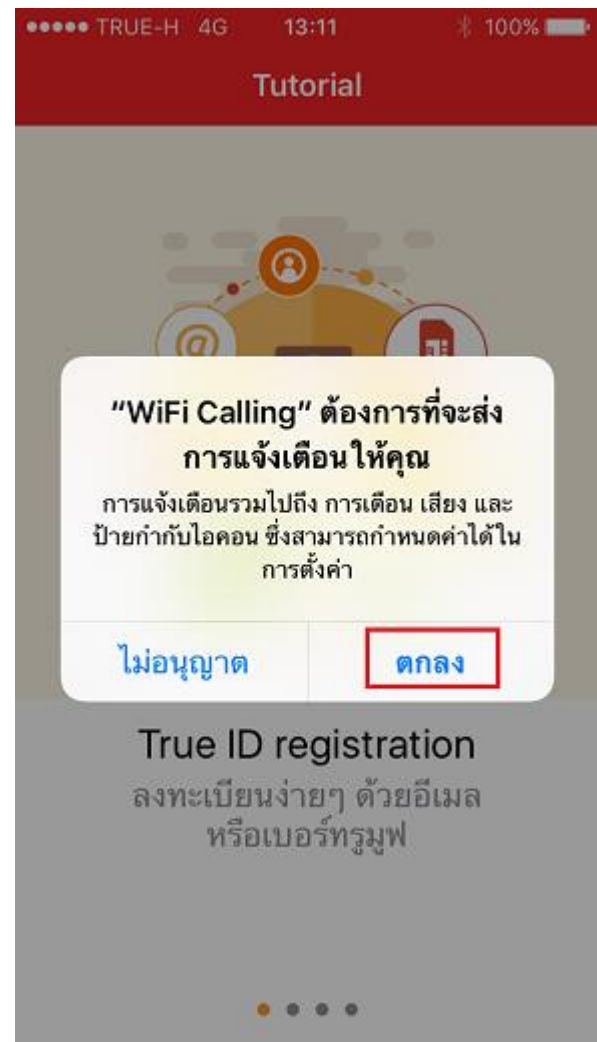 TRUE-H 4G 13:11 100%
Tutorial
@
"WiFi Calling" ต้องการที่จะส่ง
การแจ้งเตือนให้คุณ
การแจ้งเตือนรวมไปถึง การเตือน เสียง และ
ป้ายกำกับไอคอน ซึ่งสามารถกำหนดค่าได้ใน
การตั้งค่า
ไม่อนุญาต ตกลง
True ID registration
ลงทะเบียนง่ายๆ ด้วยอีเมล
หรือเบอร์ทรูมูฟ